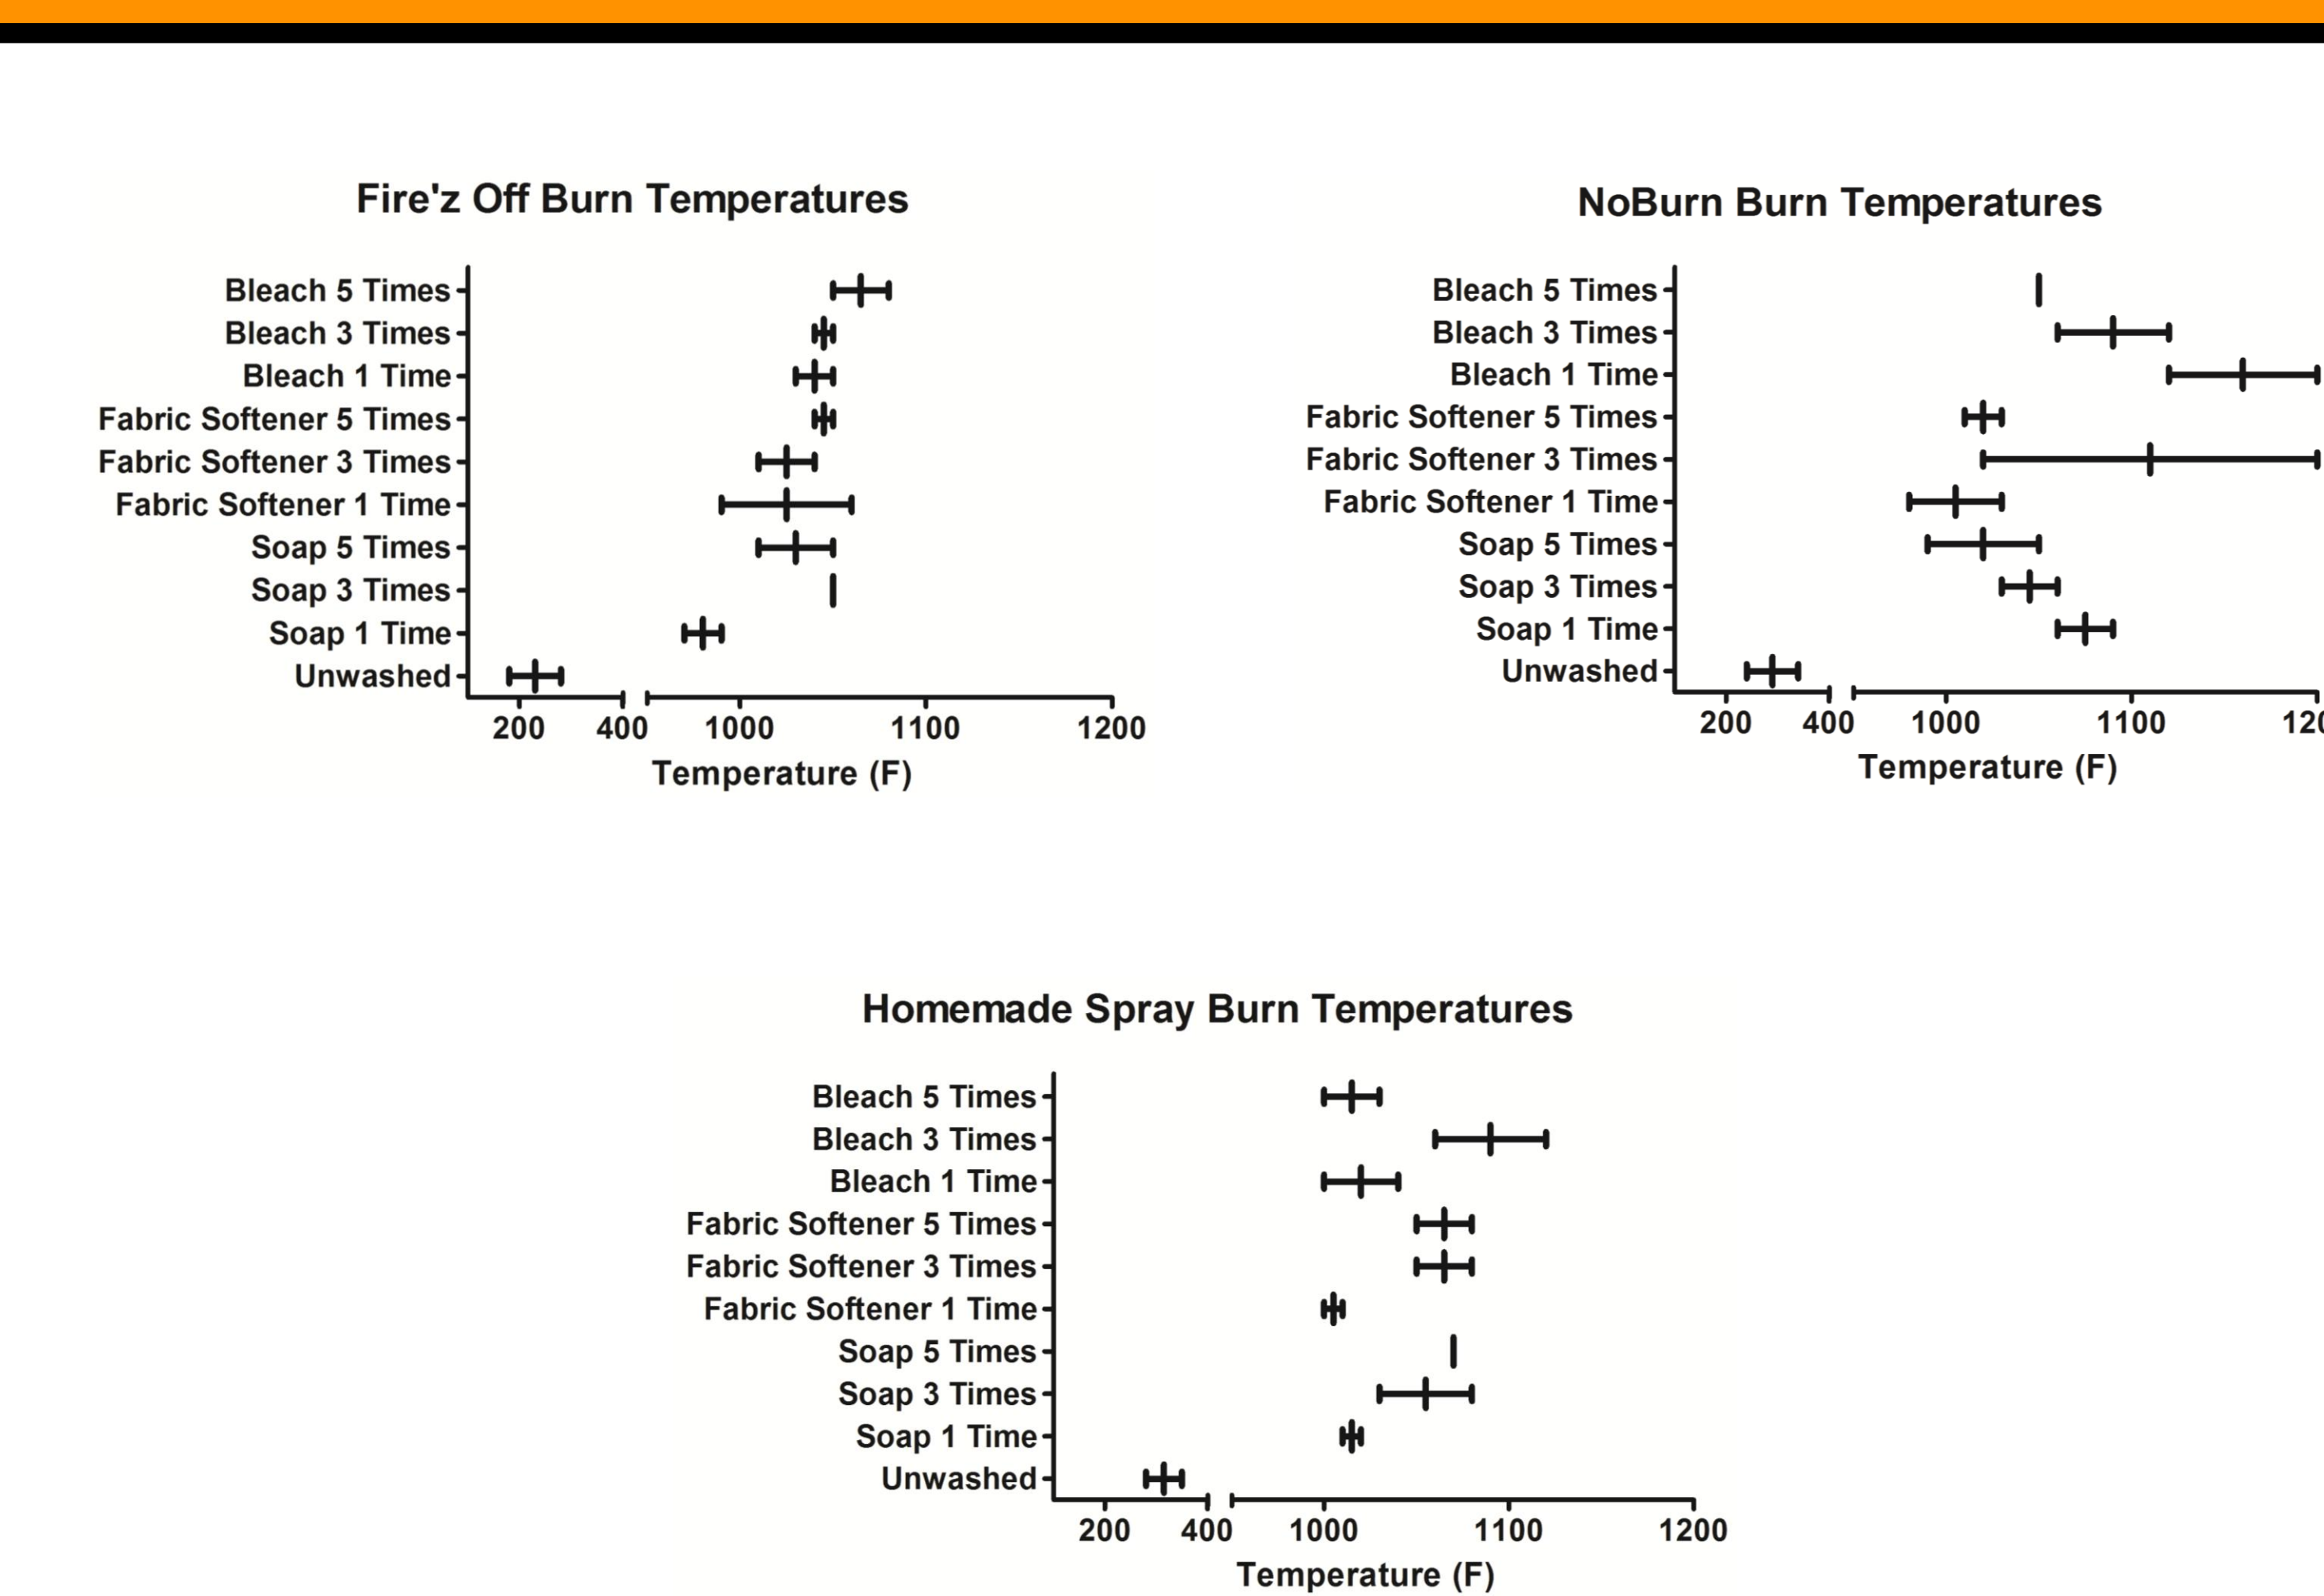 Fire'z Off Burn Temperatures
Bleach 5 Times
Bleach 3 Times
Bleach 1 Time
Fabric Softener 5 Times
Fabric Softener 3 Times
Fabric Softener 1 Time
Soap 5 Times
Soap 3 Times
Soap 1 Time
Unwashed
200 400 1000 1100 1200
Temperature (F)
NoBurn Burn Temperatures
Bleach 5 Times
Bleach 3 Times
Bleach 1 Time
Fabric Softener 5 Times
Fabric Softener 3 Times
Fabric Softener 1 Time
Soap 5 Times
Soap 3 Times
Soap 1 Time
Unwashed
200 400 1000 1100
Temperature (F)
Homemade Spray Burn Temperatures
Bleach 5 Times
Bleach 3 Times
Bleach 1 Time
Fabric Softener 5 Times
Fabric Softener 3 Times
Fabric Softener 1 Time
Soap 5 Times
Soap 3 Times
Soap 1 Time
Unwashed
200 400 1000 1100 1200
Temperature (F)